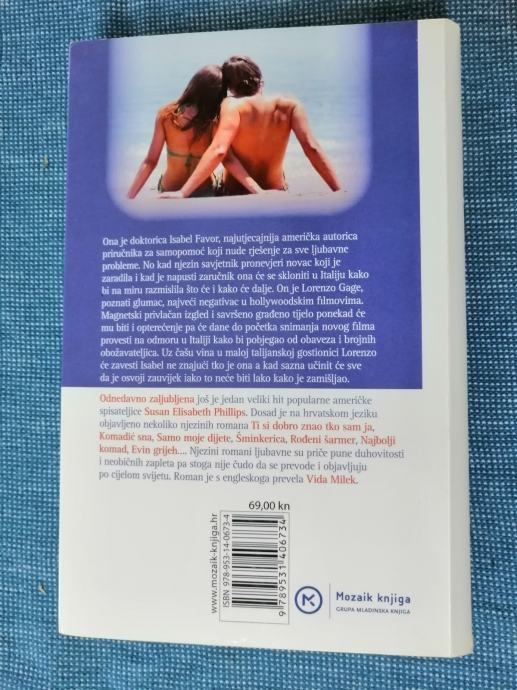 Ona je doktorica Isabel Favor, najutjecajnija američka autorica
priručnika za samopomoć koji nude rješenje za sve ljubavne
probleme. No kad njezin savjetnik pronevjeri novac koji je
zaradila i kad je napusti zaručnik ona će se skloniti u Italiju kako
bi na miru razmislila što će i kako će dalje. On je Lorenzo Gage,
poznati glumac, najveći negativac u hollywoodskim filmovima.
Magnetski privlačan izgled i savršeno građeno tijelo ponekad će
mu biti i opterećenje pa će dane do početka snimanja novog filma
provesti na odmoru u Italiji kako bi pobjegao od obaveza i brojnih
obožavateljica. Uz čašu vina u maloj talijanskoj gostionici Lorenzo
će zavesti Isabel ne znajući tko je ona a kad sazna učinit će sve
da je osvoji zauvijek iako to neće biti lako kako je zamišljao.
Odnedavno zaljubljena još je jedan veliki hit popularne američke
spisateljice Susan Elisabeth Phillips. Dosad je na hrvatskom jeziku
objavljeno nekoliko njezinih romana Ti si dobro znao tko sam ja,
Komadić sna, Samo moje dijete, Šminkerica, Rođeni šarmer, Najbolji
komad, Evin grijeh.... Njezini romani ljubavne su priče pune duhovitosti
i neobičnih zapleta pa stoga nije čudo da se prevode i objavljuju
po cijelom svijetu. Roman je s engleskoga prevela Vida Milek.
69,00 kn
www.mozaik-knjiga.hr
ISBN 978-953-14-0673-4
9 789531 406734
Mozaik knjiga
GRUPA MLADINSKA KNJIGA